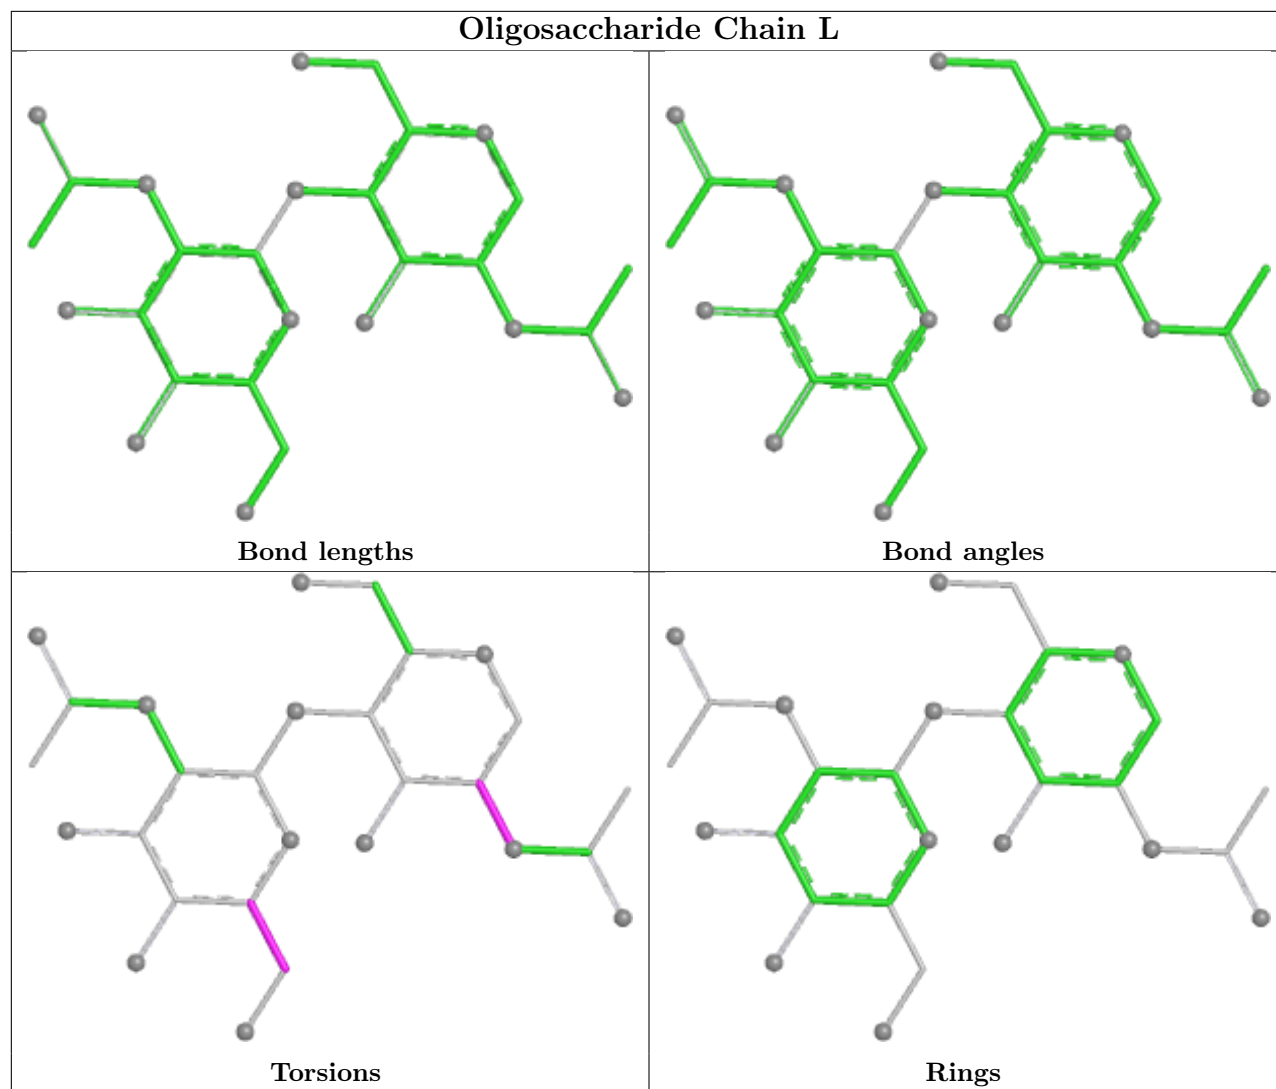 Oligosaccharide Chain L
Bond lengths
Bond angles
Torsions
Rings